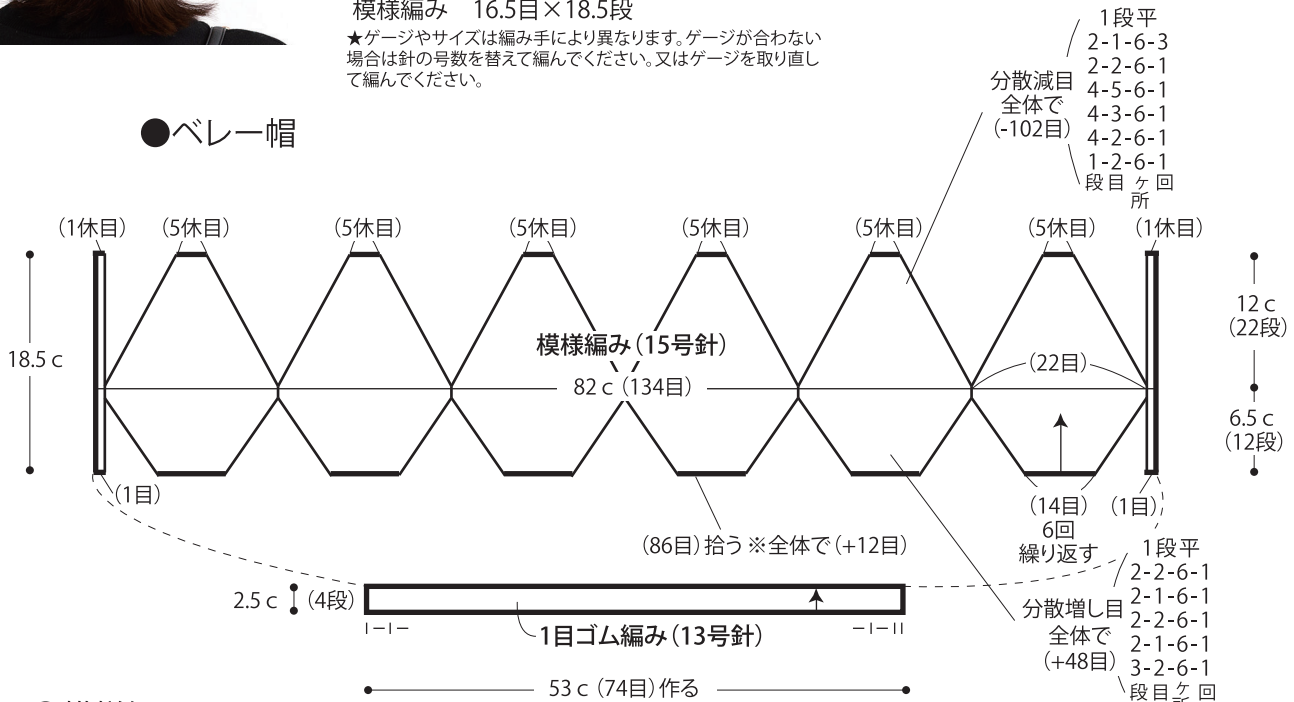 模様編み　16.5目×18.5段
★ゲージやサイズは編み手により異なります。ゲージが合わない
場合は針の号数を替えて編んでください。又はゲージを取り直し
て編んでください。
●ベレー帽
分散減目
全体で
(-102目)
1段平
2-1-6-3
2-2-6-1
4-5-6-1
4-3-6-1
4-2-6-1
1-2-6-1
段目ヶ所回
(1休目) (5休目) (5休目) (5休目) (5休目) (5休目) (5休目) (1休目)
18.5 c
模様編み(15号針)
82 c (134目)
(22目)
12 c
(22段)
6.5 c
(12段)
(1目)
(86目)拾う ※全体で(+12目)
(14目)
6回
繰り返す
(1目)
2.5 c (4段)
1目ゴム編み(13号針)
|-|-
-|-||
53 c (74目)作る
分散増し目
全体で
(+48目)
1段平
2-2-6-1
2-1-6-1
2-2-6-1
2-1-6-1
3-2-6-1
段目ヶ回